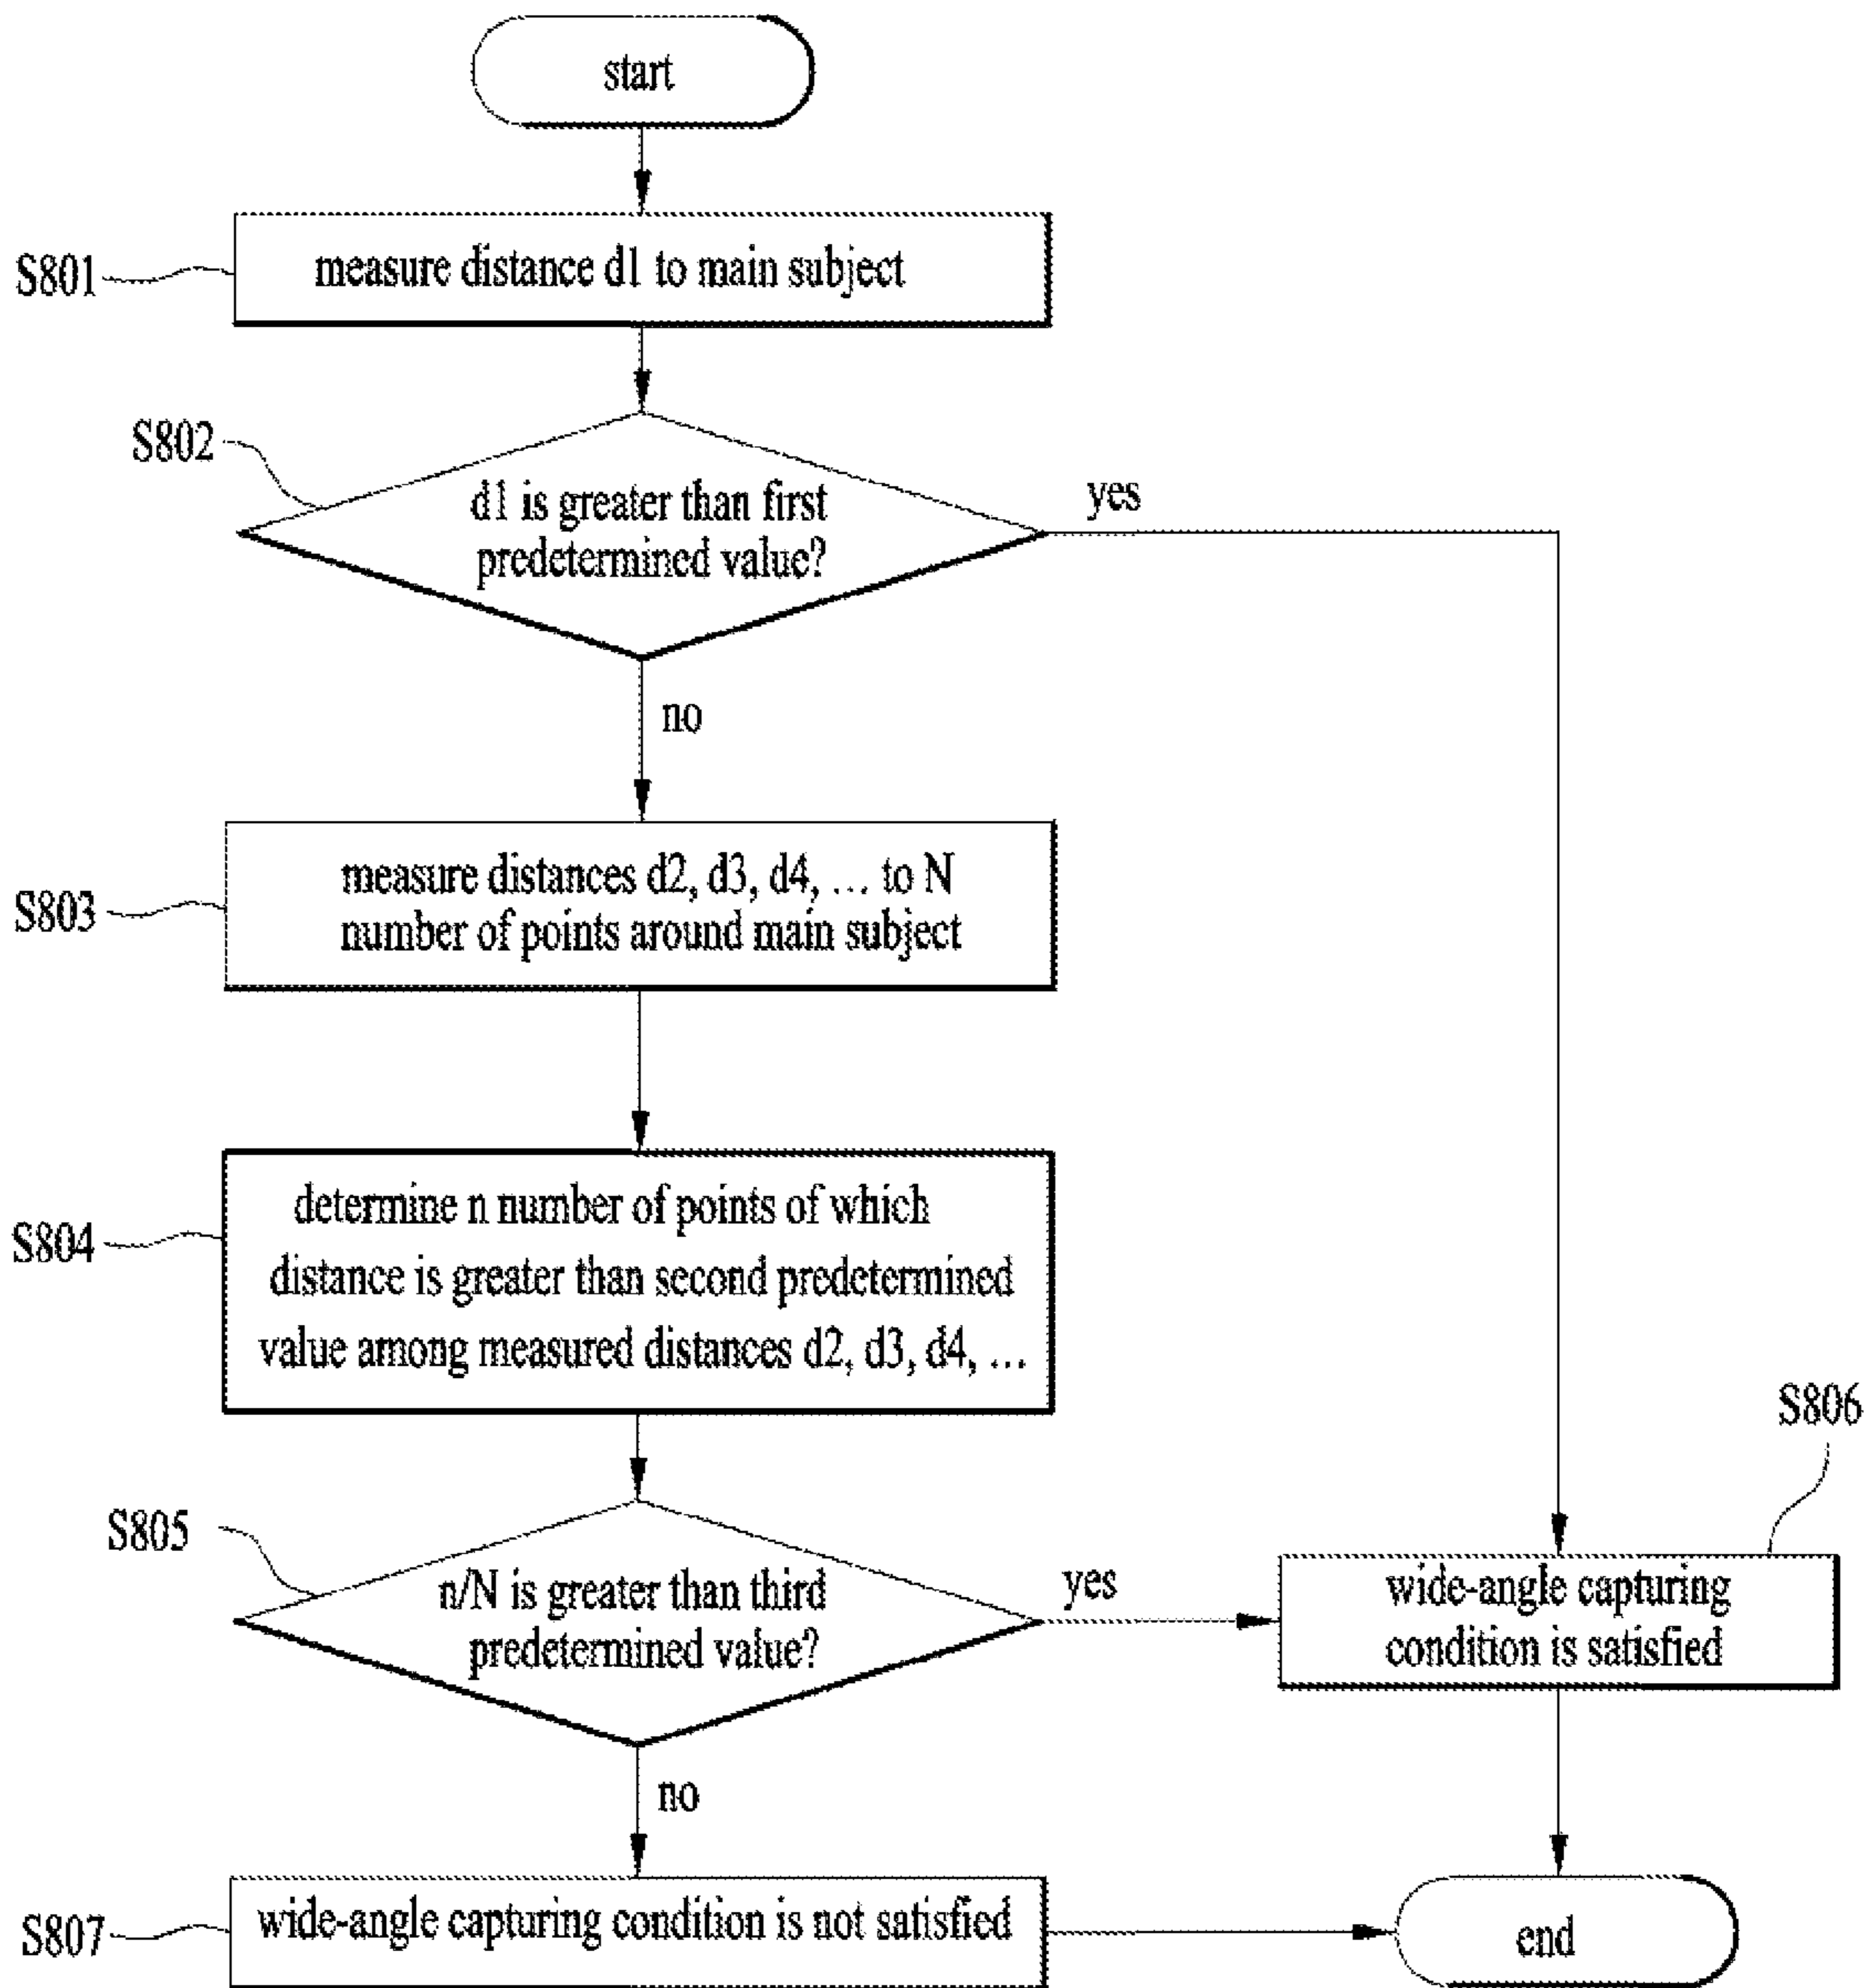 start
S801
measure distance d1 to main subject
S802
d1 is greater than first
predetermined value?
yes
no
S803
measure distances d2, d3, d4, ... to N
number of points around main subject
S804
determine n number of points of which
distance is greater than second predetermined
value among measured distances d2, d3, d4, ...
S805
n/N is greater than third
predetermined value?
yes
S806
wide-angle capturing
condition is satisfied
no
S807
wide-angle capturing condition is not satisfied
end